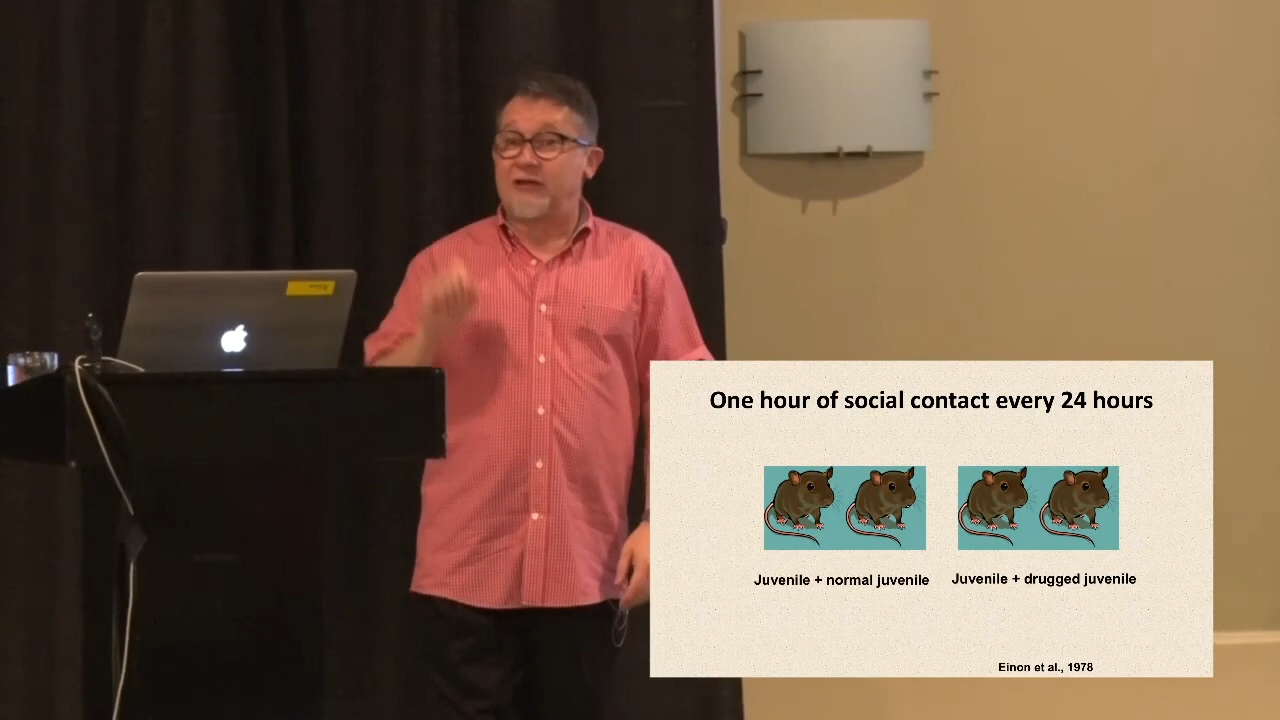 One hour of social contact every 24 hours
Juvenile + normal juvenile
Juvenile + drugged juvenile
Einon et al., 1978